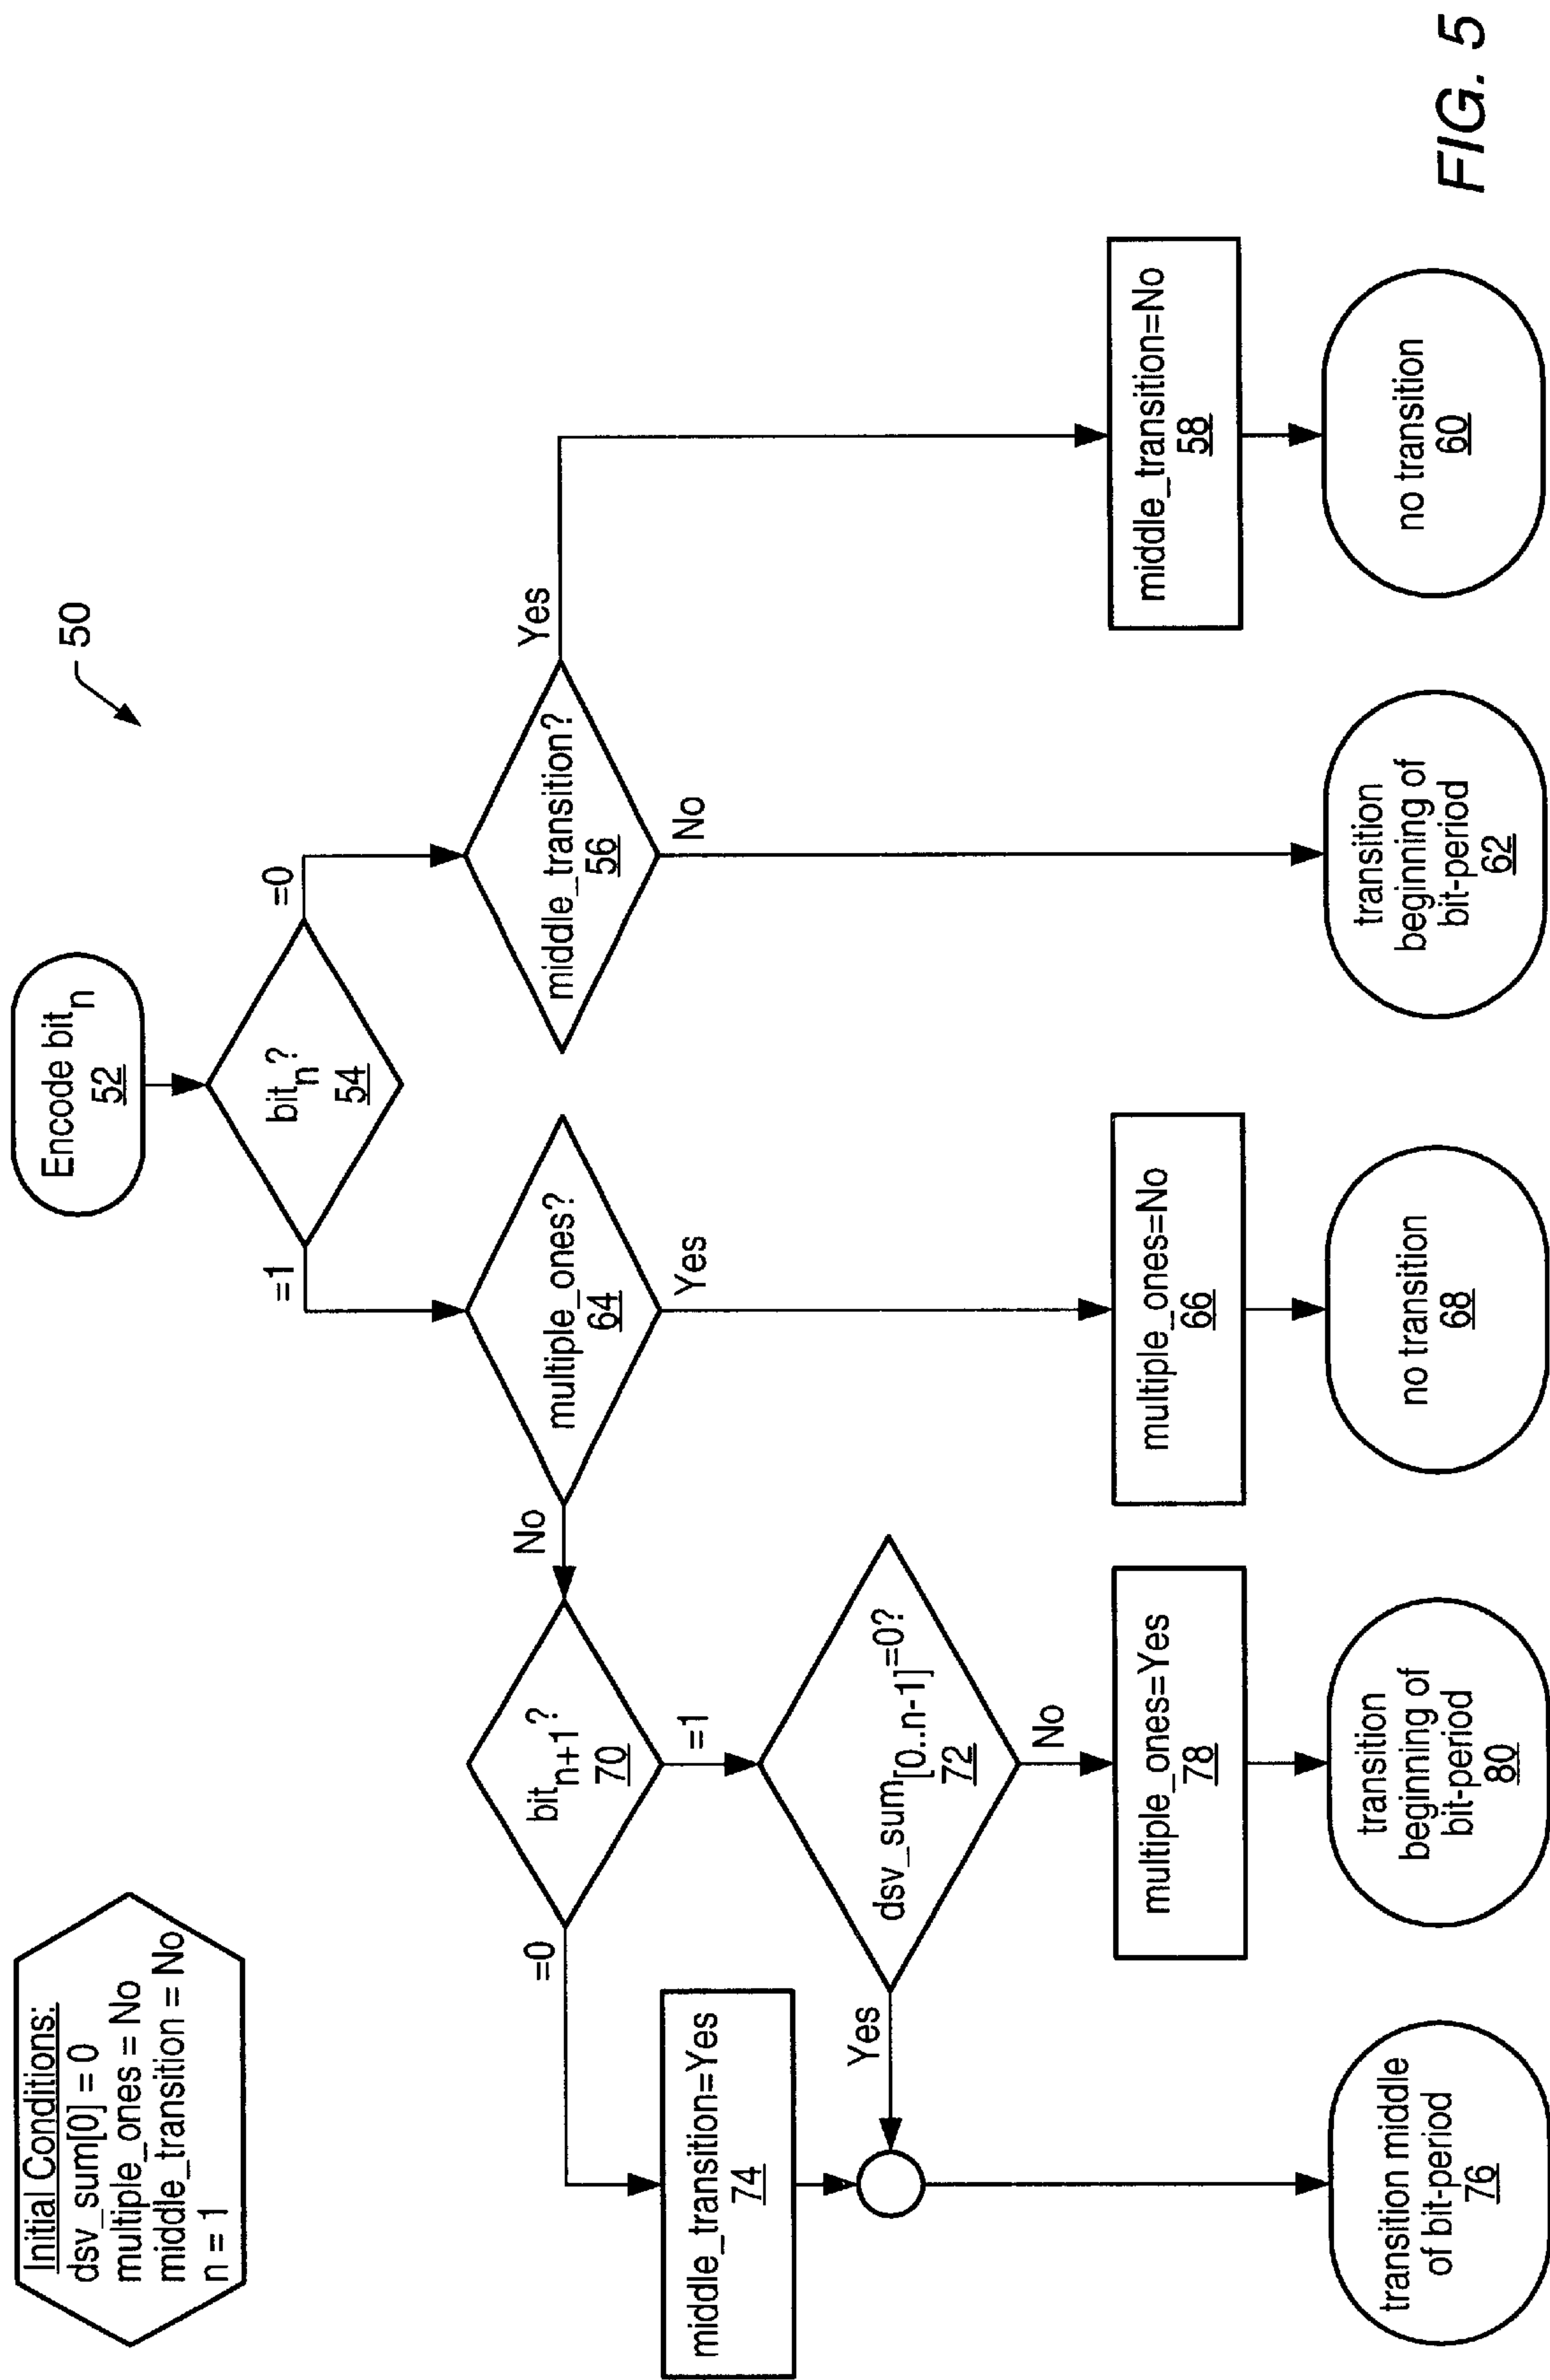 Initial Conditions:
dsv_sum[0] = 0
multiple_ones = No
middle_transition = No
n = 1
50
Encode bit n
52
bit n?
54
=1
=0
multiple_ones?
64
No
Yes
middle_transition?
56
No
Yes
bit n+1?
70
=0
=1
middle_transition=Yes
74
dsv_sum[0..n-1]=0?
72
Yes
No
multiple_ones=Yes
78
multiple_ones=No
66
middle_transition=No
58
transition middle
of bit-period
76
transition
beginning of
bit-period
80
no transition
68
transition
beginning of
bit-period
62
no transition
60
FIG. 5